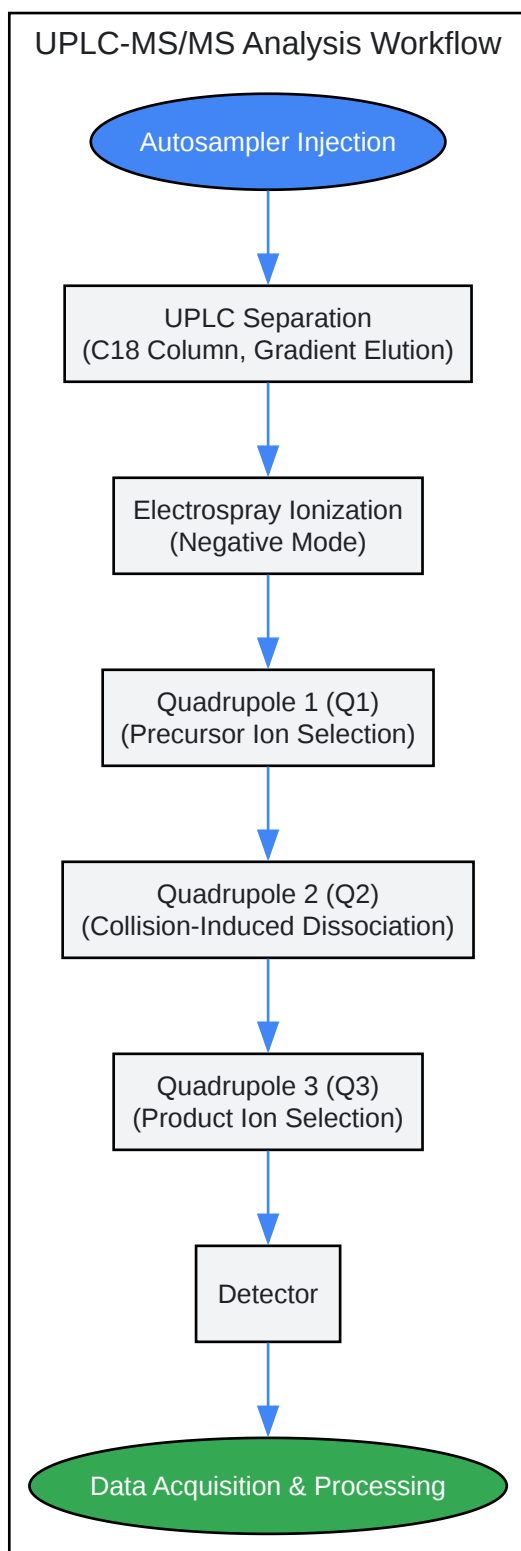 UPLC-MS/MS Analysis Workflow
Autosampler Injection
UPLC Separation
(C18 Column, Gradient Elution)
Electrospray Ionization
(Negative Mode)
Quadrupole 1 (Q1)
(Precursor Ion Selection)
Quadrupole 2 (Q2)
(Collision-Induced Dissociation)
Quadrupole 3 (Q3)
(Product Ion Selection)
Detector
Data Acquisition & Processing